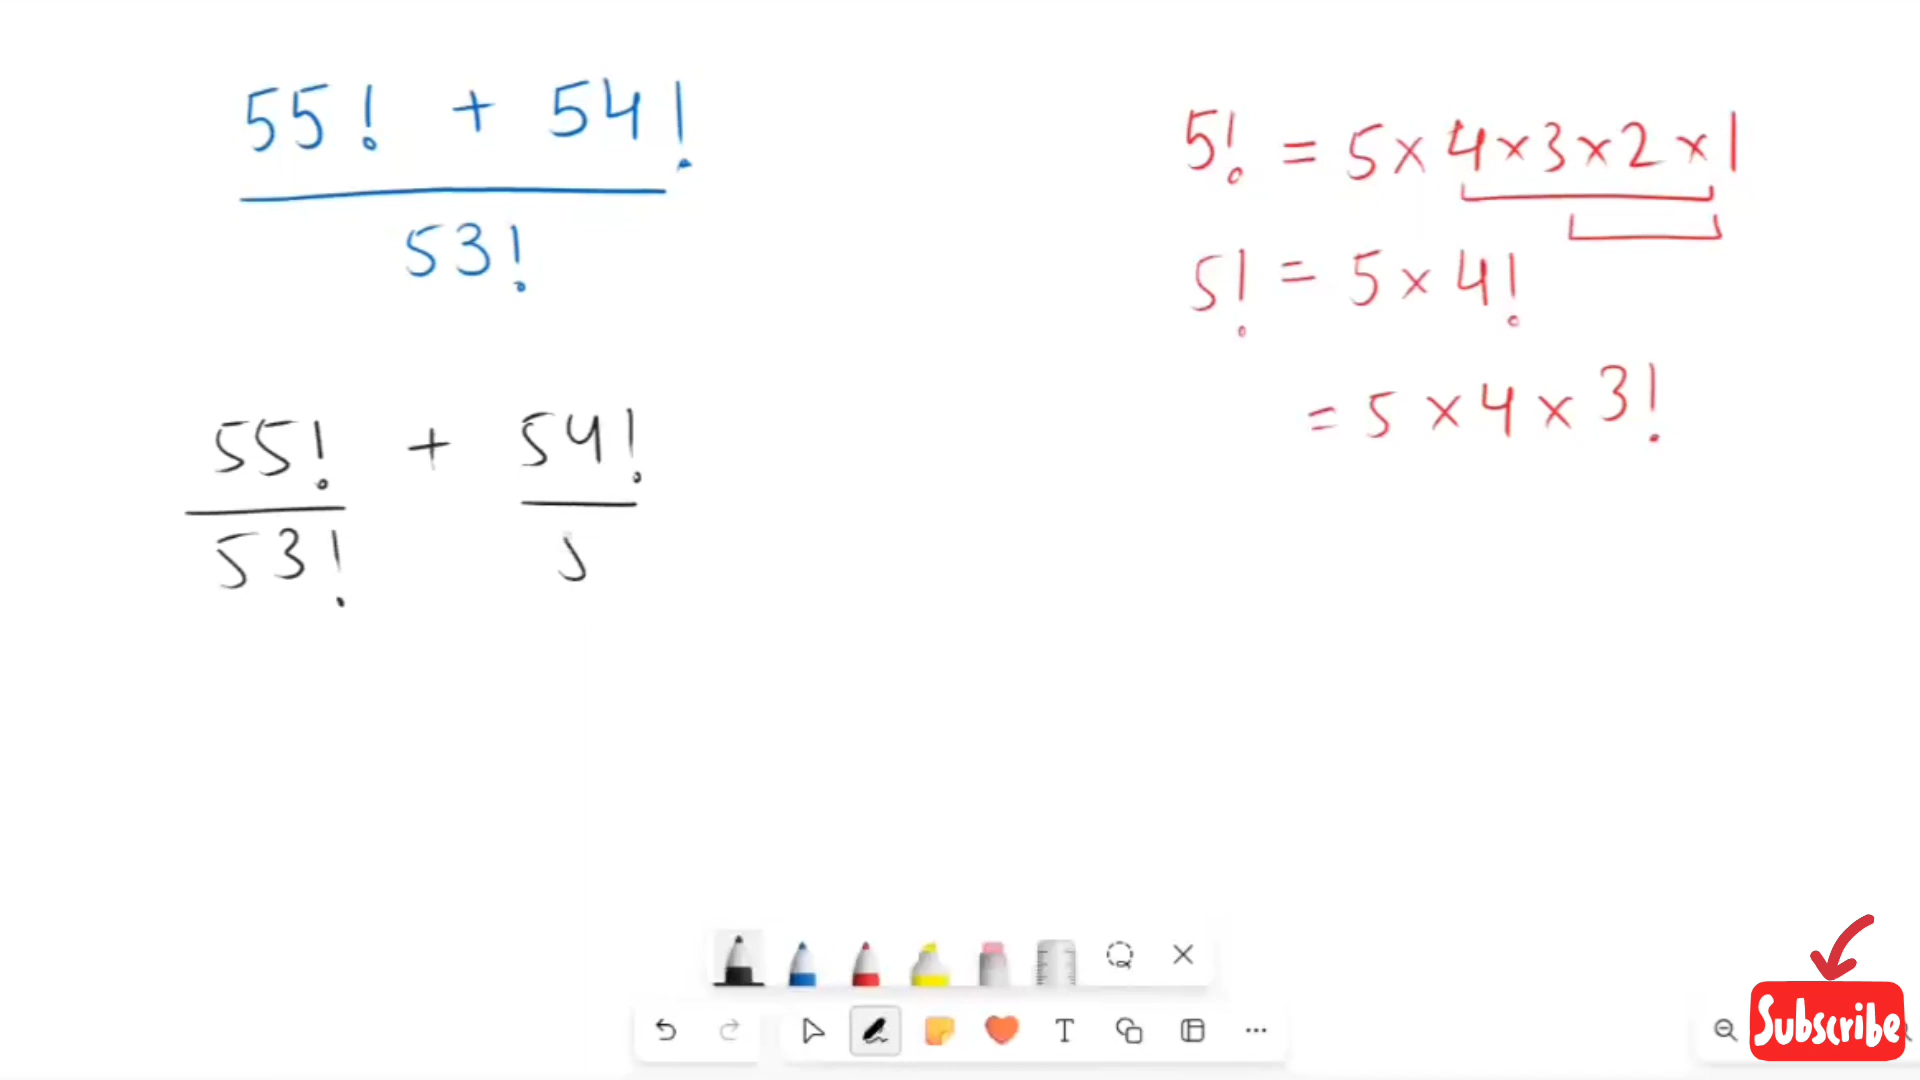 55! + 54!
53!
55! + 54!
53! 5
5! = 5 × 4 × 3 × 2 × 1
5! = 5 × 4!
= 5 × 4 × 3!
T
Subscribe